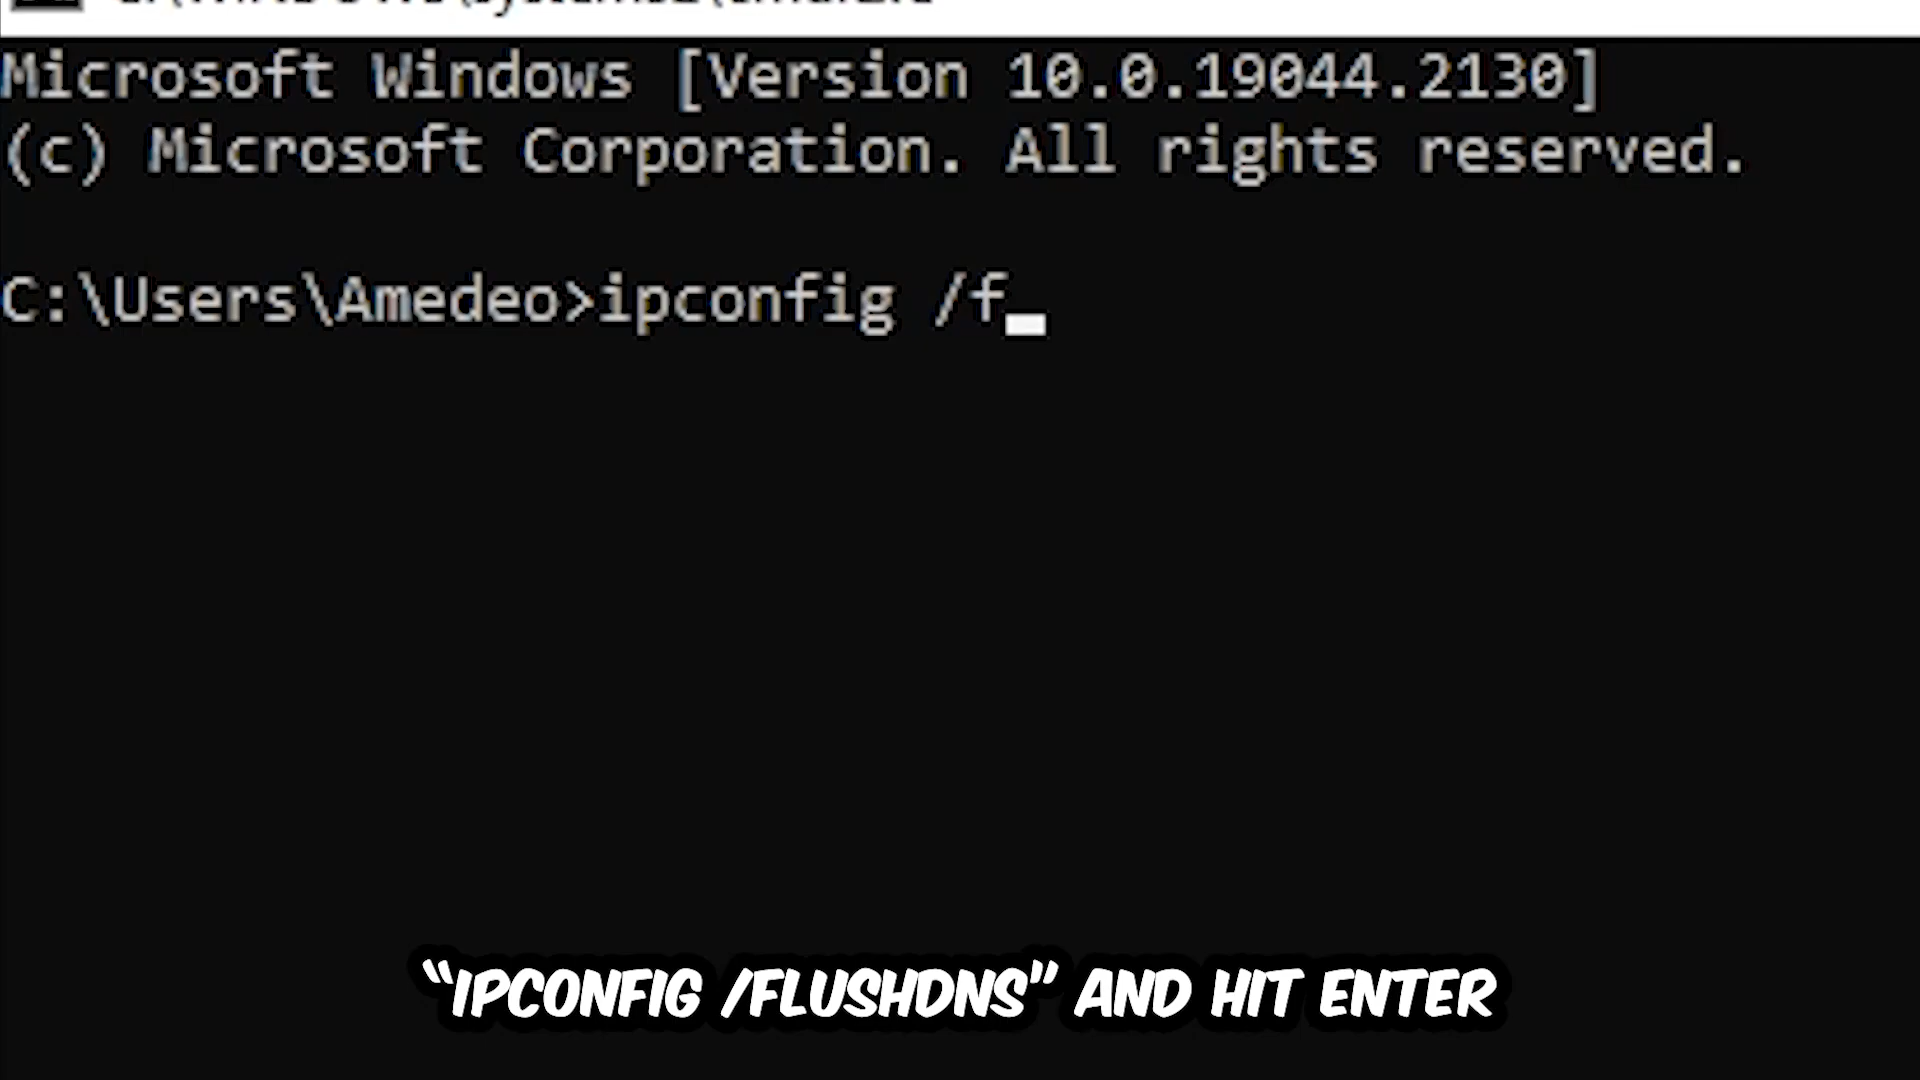 Microsoft Windows [Version 10.0.19044.2130]
(c) Microsoft Corporation. All rights reserved.
C:\Users\Amedeo>ipconfig /f
“IPCONFIG /FLUSHDNS” AND HIT ENTER